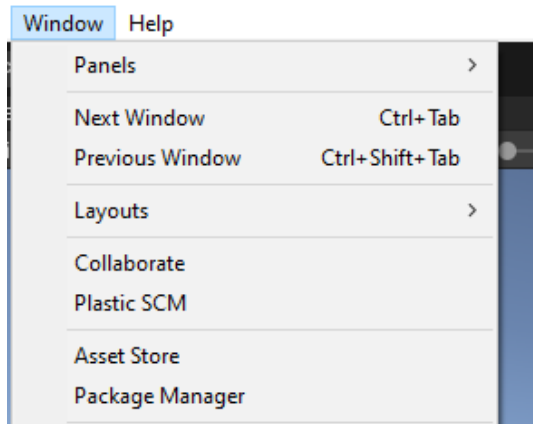 Window Help
Panels
Next Window Ctrl+Tab
Previous Window Ctrl+Shift+Tab
Layouts
Collaborate
Plastic SCM
Asset Store
Package Manager